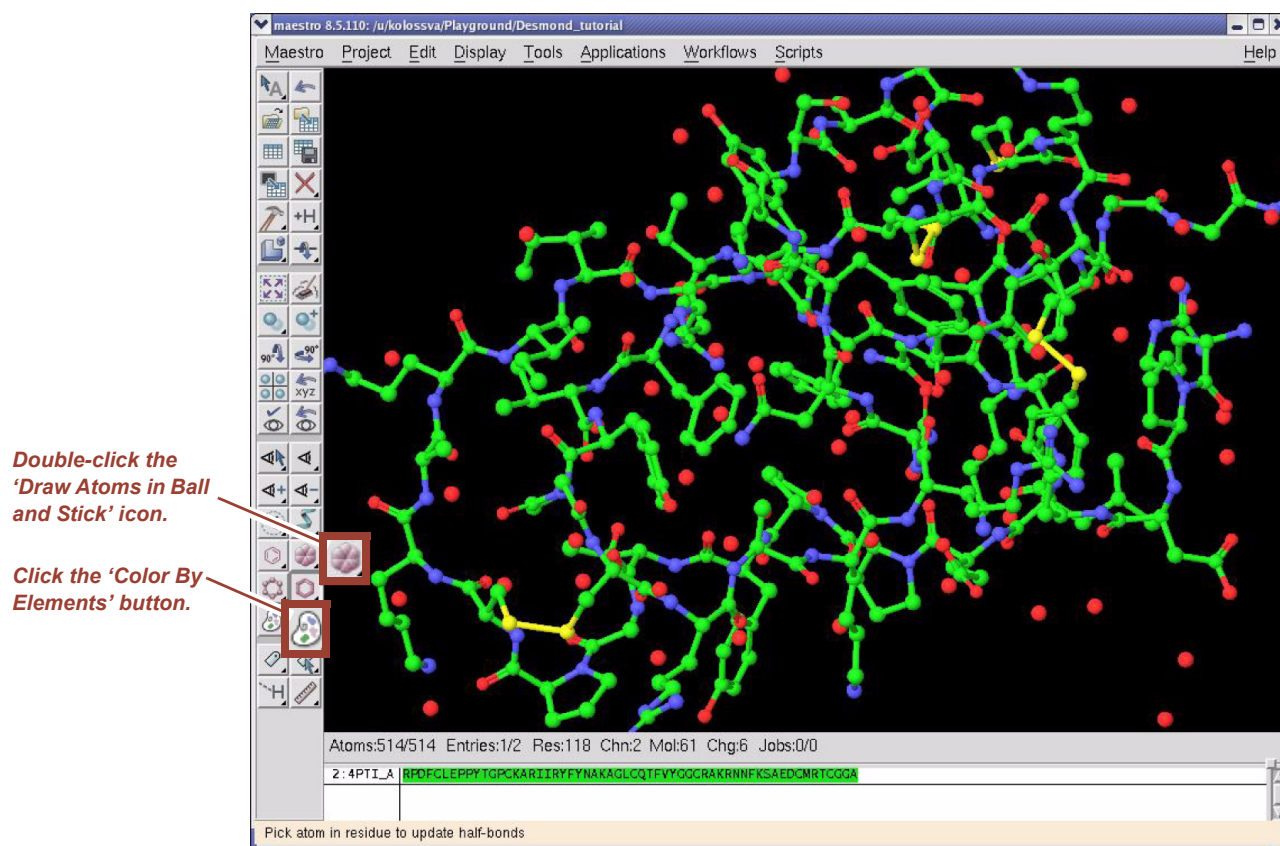 maestro 8.5.110: /u/kolossva/Playground/Desmond_tutorial
Maestro Project Edit Display Tools Applications Workflows Scripts Help
A
+H
90° 90°
xyz
Double-click the
‘Draw Atoms in Ball
and Stick’ icon.
Click the ‘Color By
Elements’ button.
H
Atoms:514/514 Entries:1/2 Res:118 Chn:2 Mol:61 Chg:6 Jobs:0/0
2:4PTI_A RPDFCLEPPYTGPCKARIIRYFYNAKAGLCQTFVYGGCRAKRNNFKSAEDCMRTCGGA
Pick atom in residue to update half-bonds